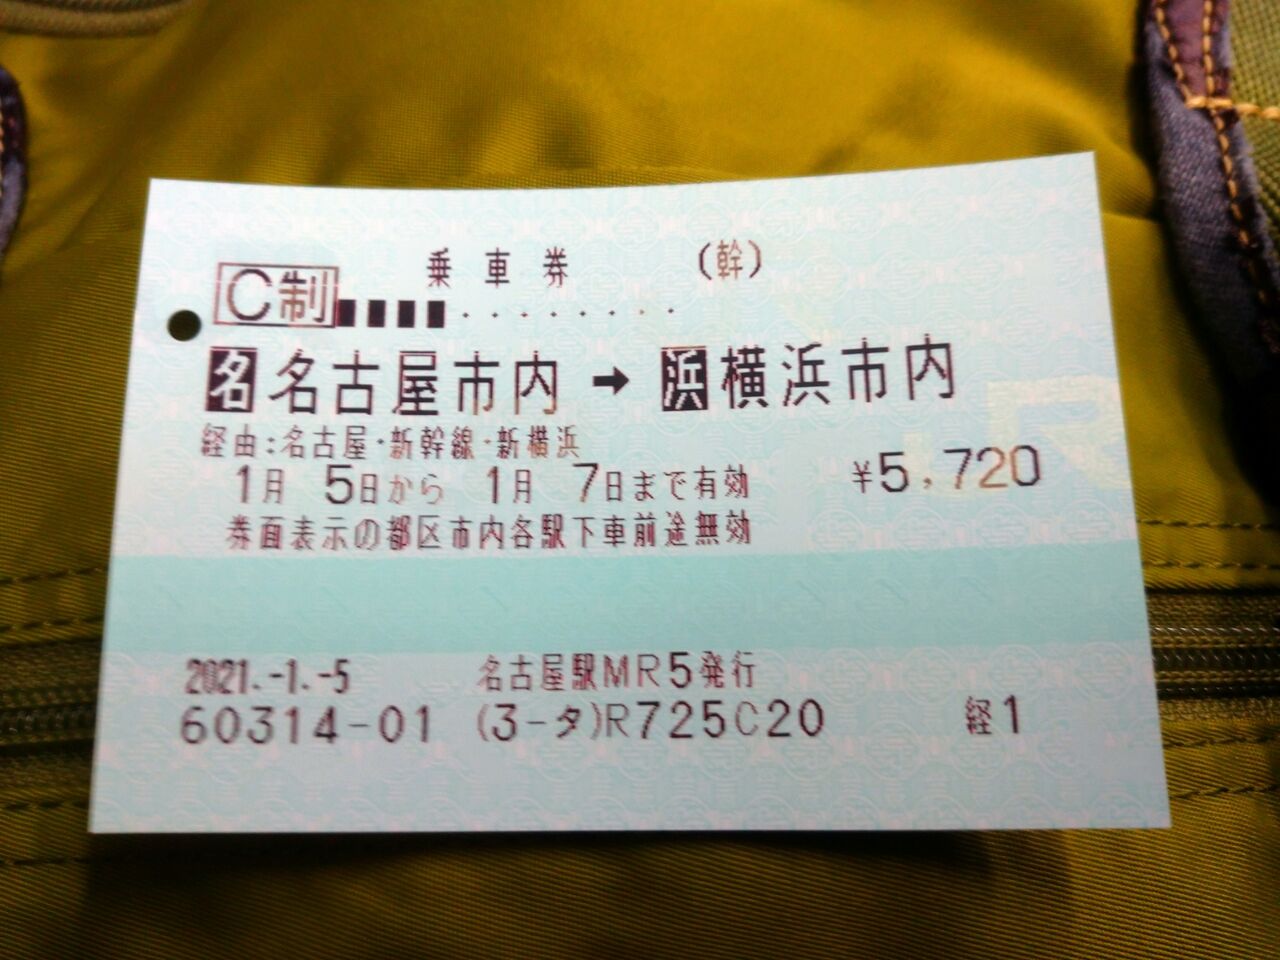 乗車券 (幹)
C制 ■■■■········
名 名古屋市内 → 浜 横浜市内
経由:名古屋・新幹線・新横浜
1月 5日から 1月 7日まで有効 ¥5,720
券面表示の都区市内各駅下車前途無効
2021.-1.-5 名古屋駅MR5発行
60314-01 (3-タ)R725C20 経1
JR